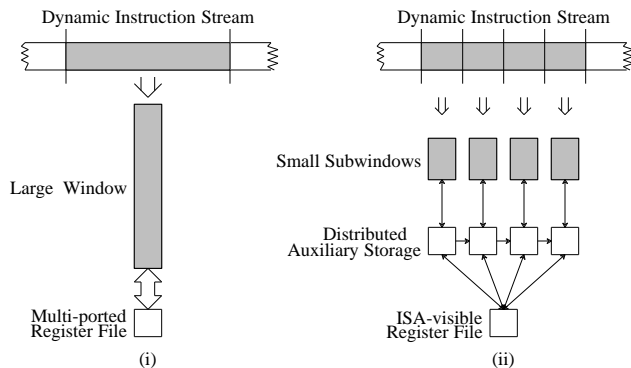 Dynamic Instruction Stream
Large Window
Multi-ported
Register File
(i)
Dynamic Instruction Stream
Small Subwindows
Distributed
Auxiliary Storage
ISA-visible
Register File
(ii)